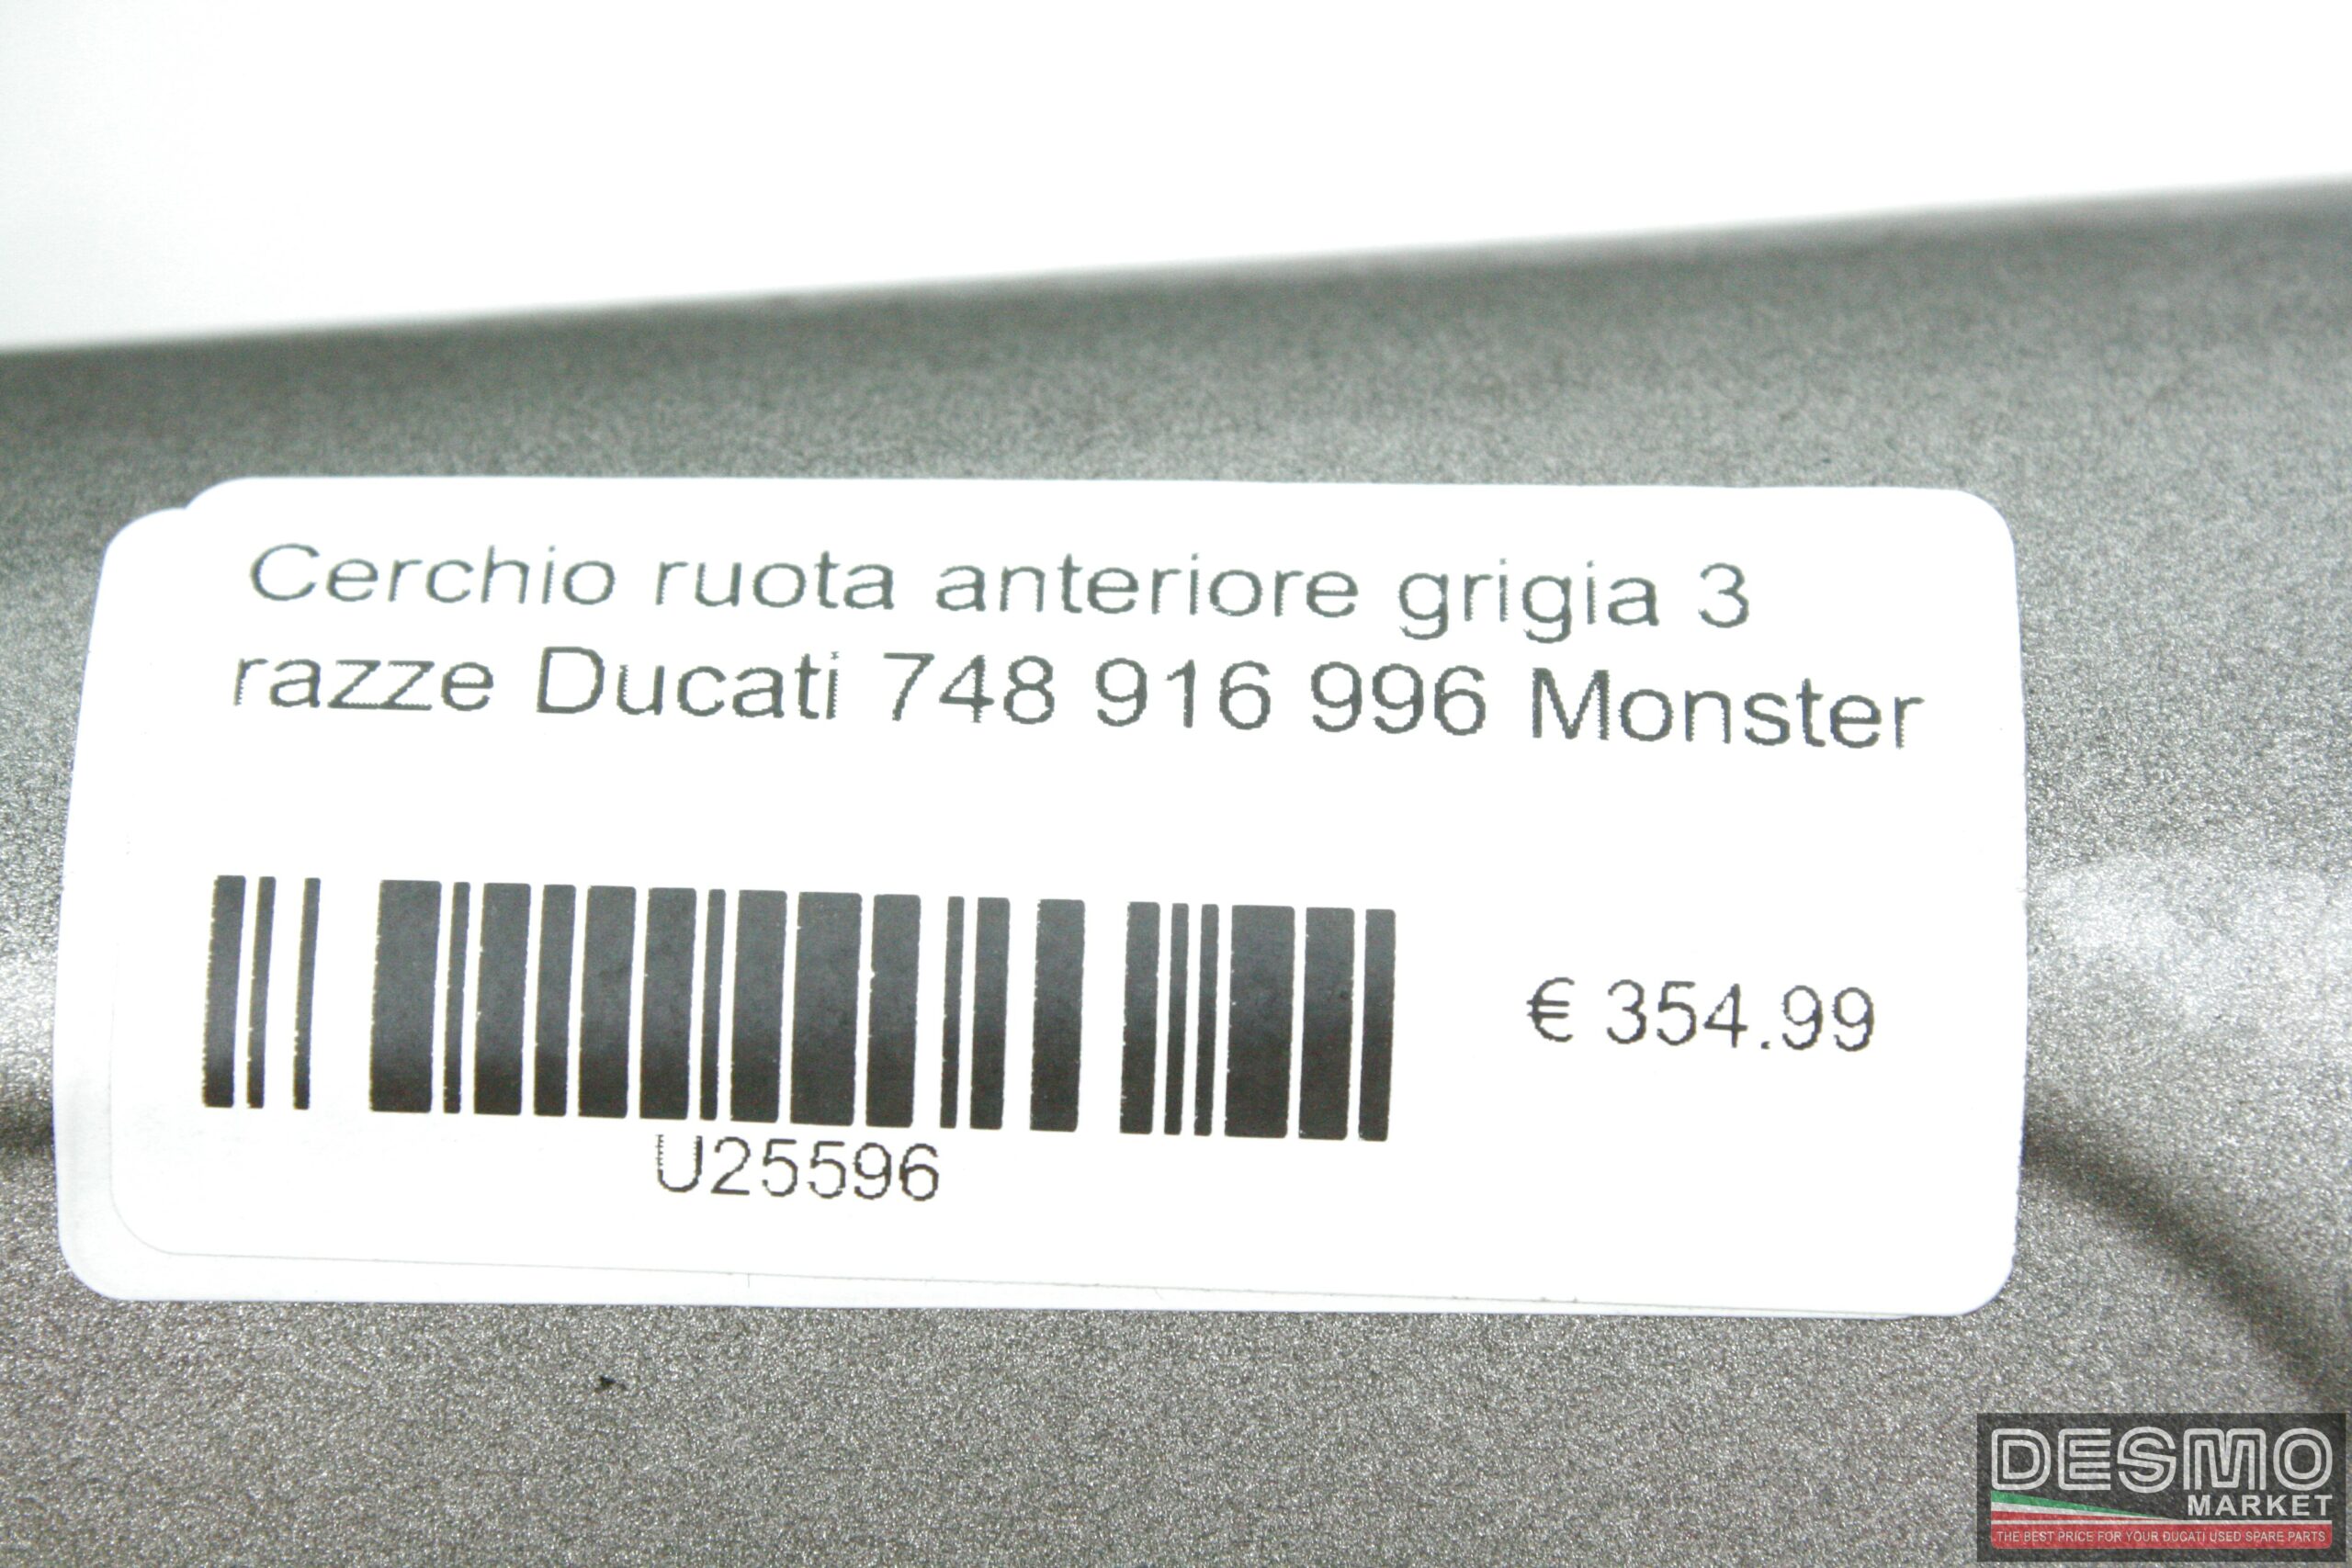 Cerchio ruota anteriore grigia 3
razze Ducati 748 916 996 Monster
€ 354.99
U25596
DESMO
MARKET
THE BEST PRICE FOR YOUR DUCATI USED SPARE PARTS